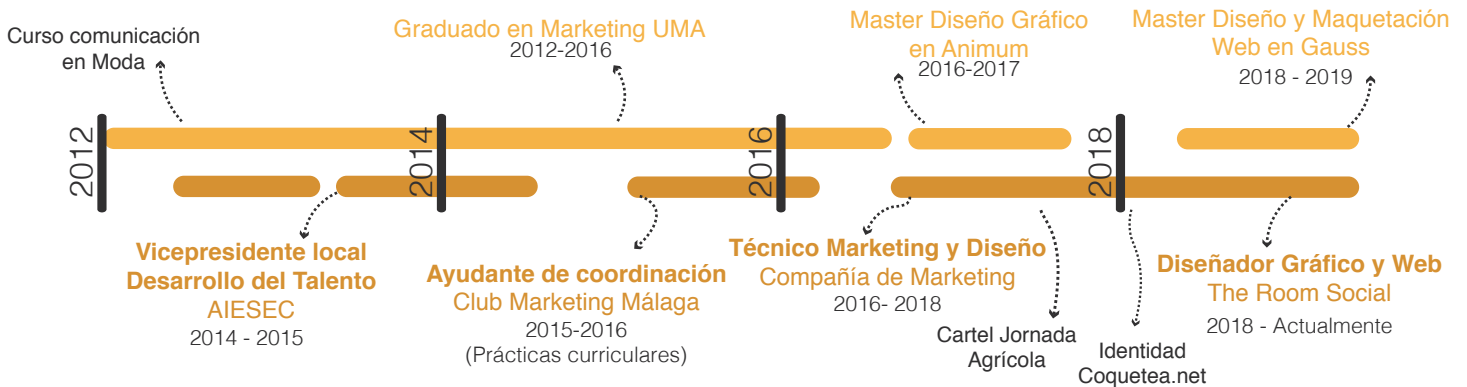 Curso comunicación
en Moda
Graduado en Marketing UMA
2012-2016
Master Diseño Gráfico
en Animum
2016-2017
Master Diseño y Maquetación
Web en Gauss
2018 - 2019
2012
2014
2016
2018
Vicepresidente local
Desarrollo del Talento
AIESEC
2014 - 2015
Ayudante de coordinación
Club Marketing Málaga
2015-2016
(Prácticas curriculares)
Técnico Marketing y Diseño
Compañía de Marketing
2016- 2018
Cartel Jornada
Agrícola
Identidad
Coquetea.net
Diseñador Gráfico y Web
The Room Social
2018 - Actualmente